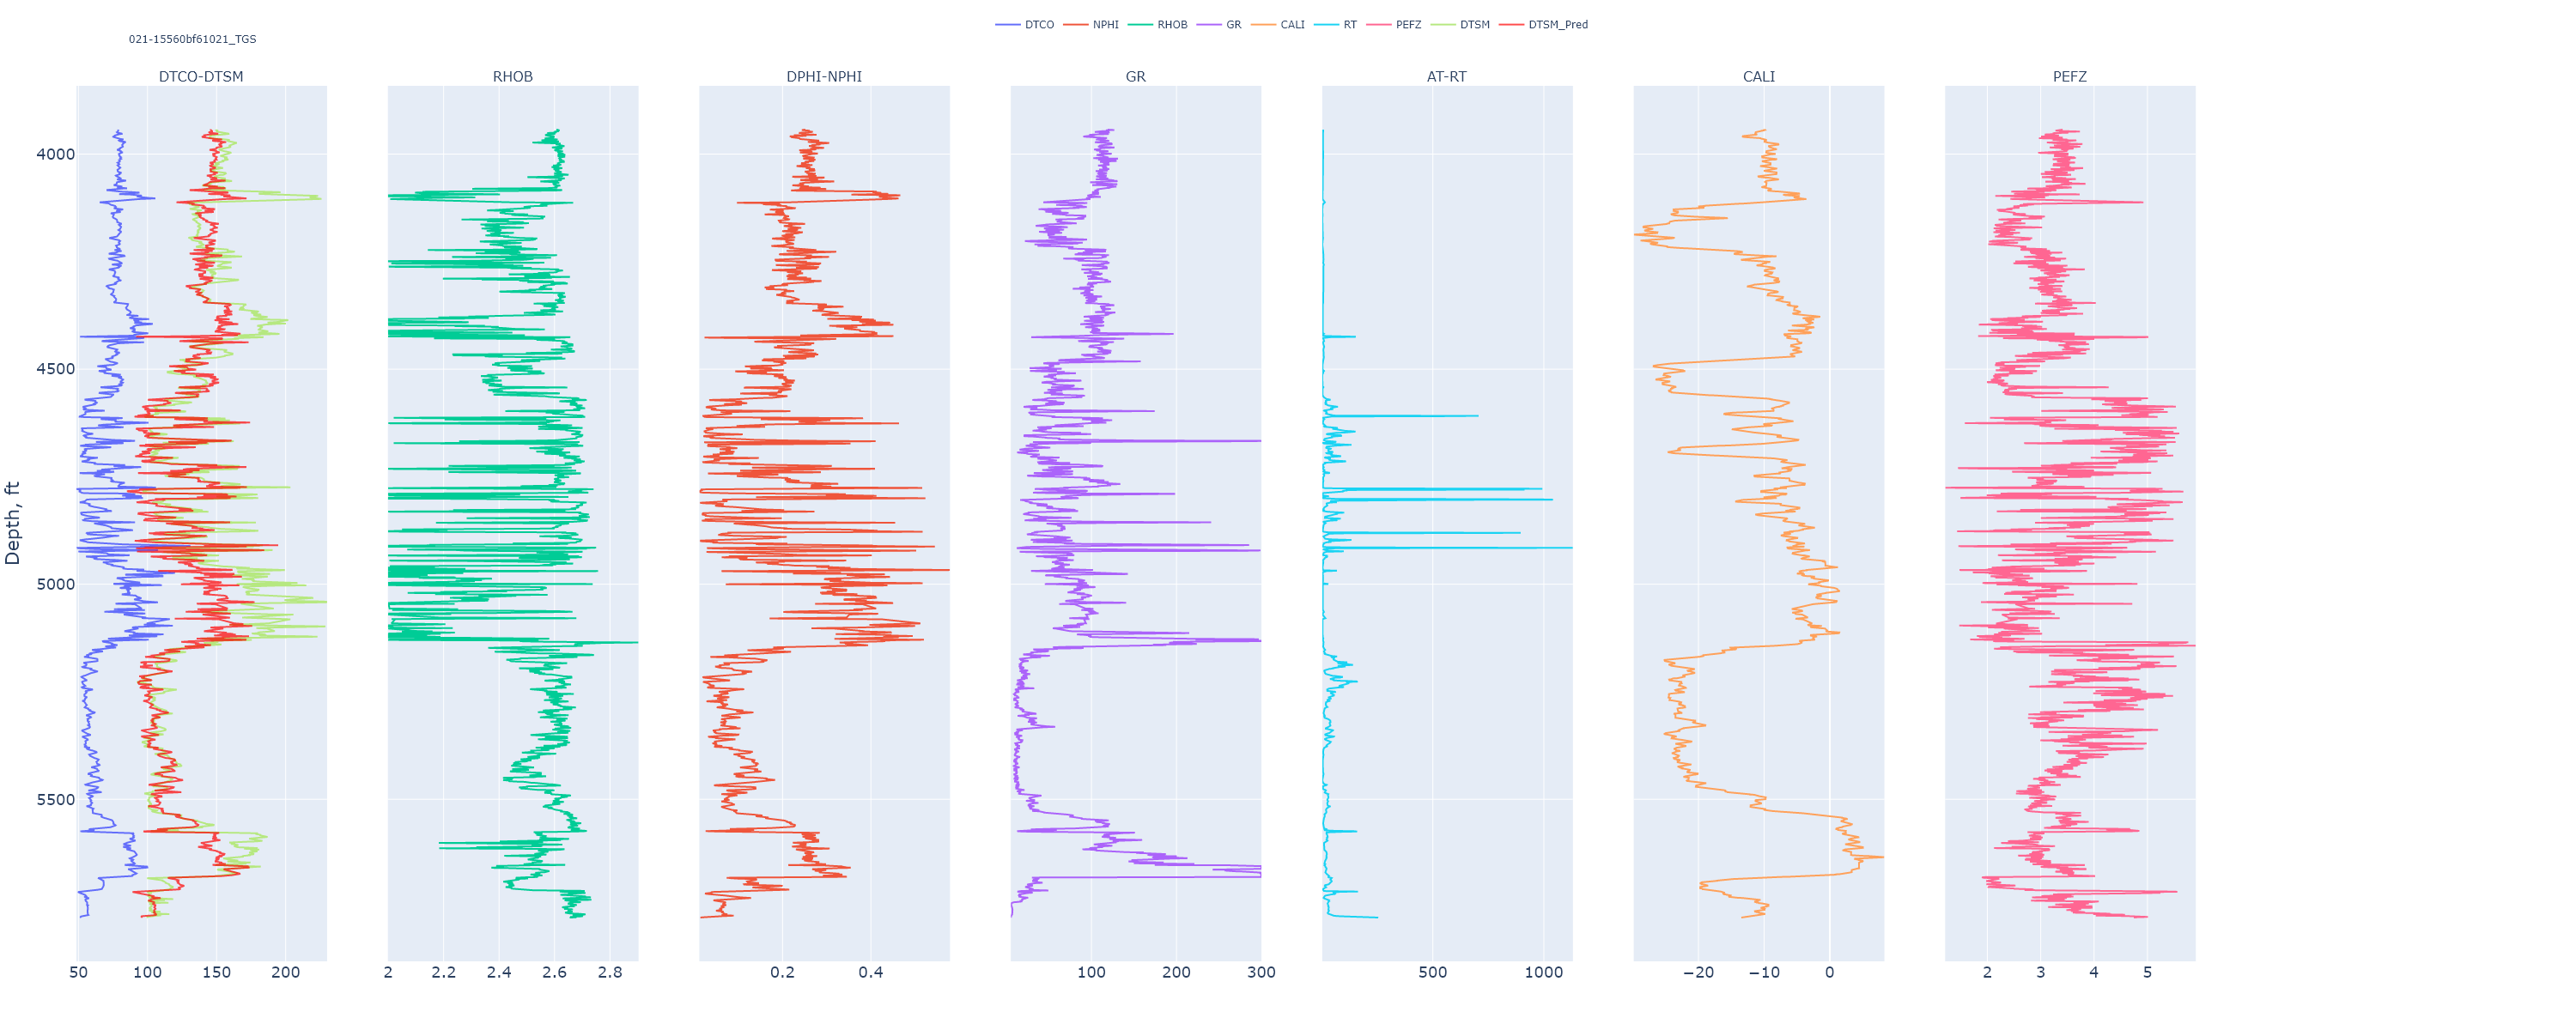 DTCO NPHI RHOB GR CALI RT PEFZ DTSM DTSM_Pred
021-15560bf61021_TGS
DTCO-DTSM RHOB DPHI-NPHI GR AT-RT CALI PEFZ
4000
4500
5000
5500
Depth, ft
50 100 150 200 2 2.2 2.4 2.6 2.8 0.2 0.4 100 200 300 500 1000 −20 −10 0 2 3 4 5